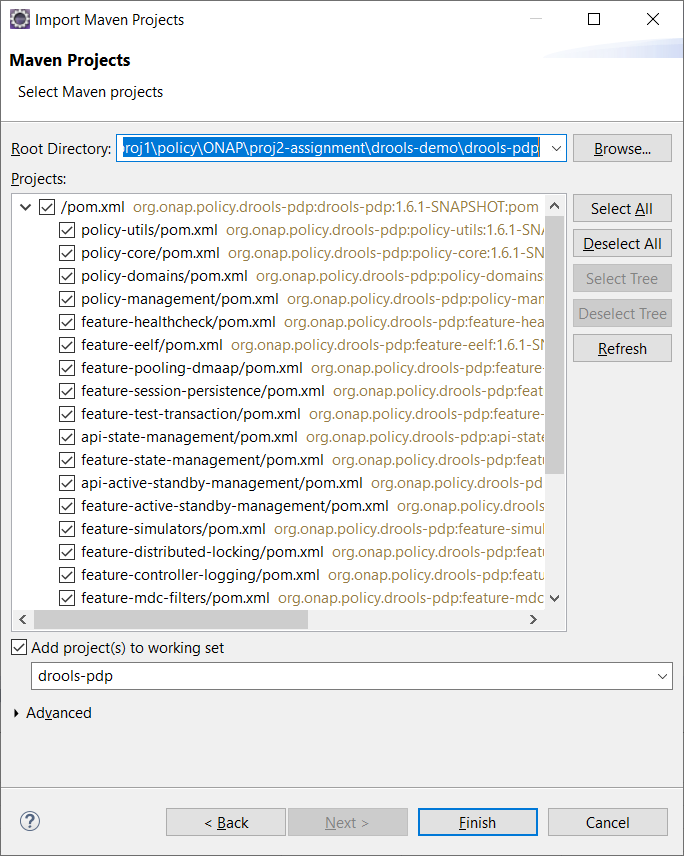 Import Maven Projects
Maven Projects
Select Maven projects
Root Directory: proj1\policy\ONAP\proj2-assignment\drools-demo\drools-pdp Browse...
Projects:
/pom.xml org.onap.policy.drools-pdp:drools-pdp:1.6.1-SNAPSHOT:pom Select All
policy-utils/pom.xml org.onap.policy.drools-pdp:policy-utils:1.6.1-SNA
policy-core/pom.xml org.onap.policy.drools-pdp:policy-core:1.6.1-SN Deselect All
policy-domains/pom.xml org.onap.policy.drools-pdp:policy-domains: Select Tree
policy-management/pom.xml org.onap.policy.drools-pdp:policy-man
feature-healthcheck/pom.xml org.onap.policy.drools-pdp:feature-hea Deselect Tree
feature-eelf/pom.xml org.onap.policy.drools-pdp:feature-eelf:1.6.1-SN Refresh
feature-pooling-dmaap/pom.xml org.onap.policy.drools-pdp:feature-
feature-session-persistence/pom.xml org.onap.policy.drools-pdp:feat
feature-test-transaction/pom.xml org.onap.policy.drools-pdp:feature-
api-state-management/pom.xml org.onap.policy.drools-pdp:api-state
feature-state-management/pom.xml org.onap.policy.drools-pdp:featu
api-active-standby-management/pom.xml org.onap.policy.drools-pd
feature-active-standby-management/pom.xml org.onap.policy.drools
feature-simulators/pom.xml org.onap.policy.drools-pdp:feature-simul
feature-distributed-locking/pom.xml org.onap.policy.drools-pdp:featu
feature-controller-logging/pom.xml org.onap.policy.drools-pdp:featu
feature-mdc-filters/pom.xml org.onap.policy.drools-pdp:feature-mdc
Add project(s) to working set
drools-pdp
Advanced
? < Back Next > Finish Cancel